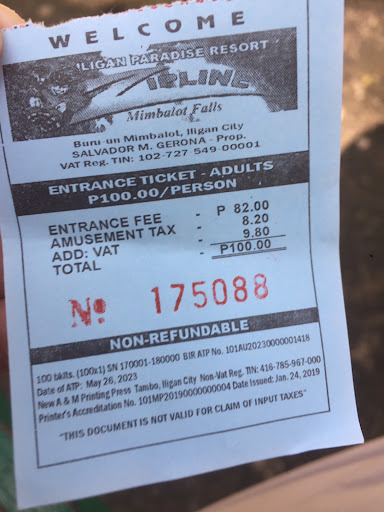 WELCOME
ILIGAN PARADISE RESORT
ZIPLINE
Mimbalot Falls
Buru-un Mimbalot, Iligan City
SALVADOR M. GERONA - Prop.
VAT Reg. TIN: 102-727 549-00001
ENTRANCE TICKET - ADULTS
P100.00/PERSON
ENTRANCE FEE - P 82.00
AMUSEMENT TAX - 8.20
ADD: VAT - 9.80
TOTAL - P100.00
No 175088
NON-REFUNDABLE
100 bklts. (100x1) SN 170001-180000 BIR ATP No. 101AU20230000001418
Date of ATP: May 26, 2023
New A & M Printing Press Tambo, Iligan City Non-Vat Reg. TIN: 416-785-967-000
Printer's Accreditation No. 101MP20190000000004 Date Issued: Jan. 24, 2019
"THIS DOCUMENT IS NOT VALID FOR CLAIM OF INPUT TAXES"